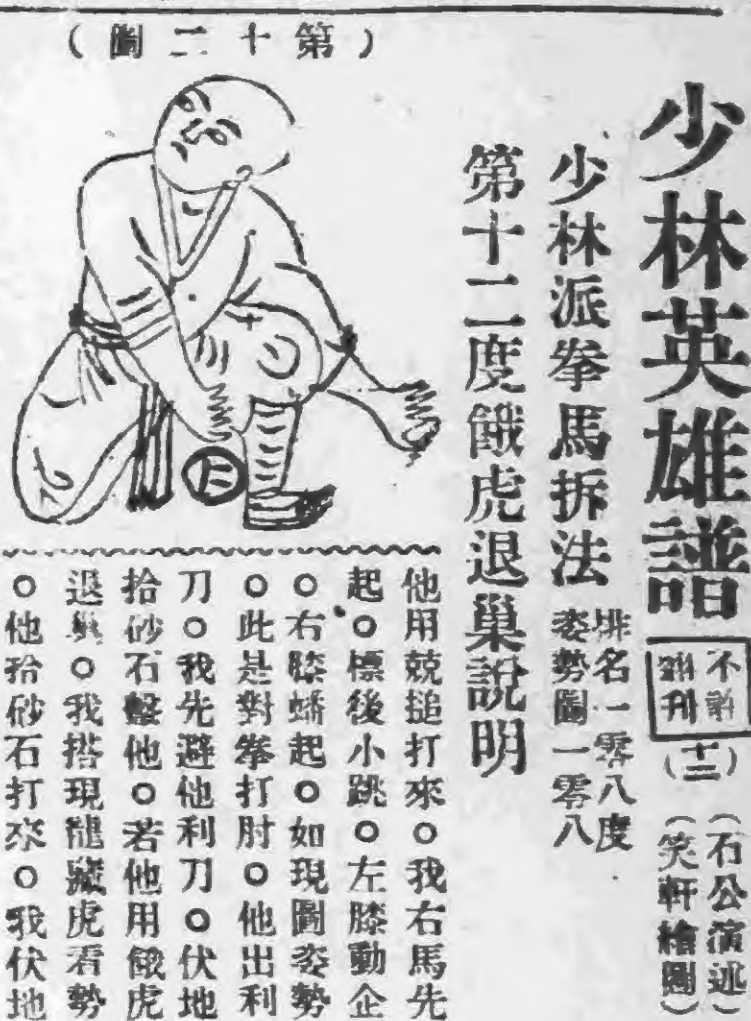 少林英雄譜
不許翻刊
(十二)
(石公演述)
(笑軒繪圖)
少林派拳馬拆法
排名一零八度
姿勢圖一零八
第十二度餓虎退巢說明
(第十二圖)
他用競搥打來。我右馬先
起。標後小跳。左膝動企
。右膝蟠起。如現圖姿勢
。此是對拳打肘。他出利
刀。我先避他利刀。伏地
拾砂石擊他。若他用餓虎
退巢。我搭現龍藏虎看勢
。他拾砂石打來。我伏地